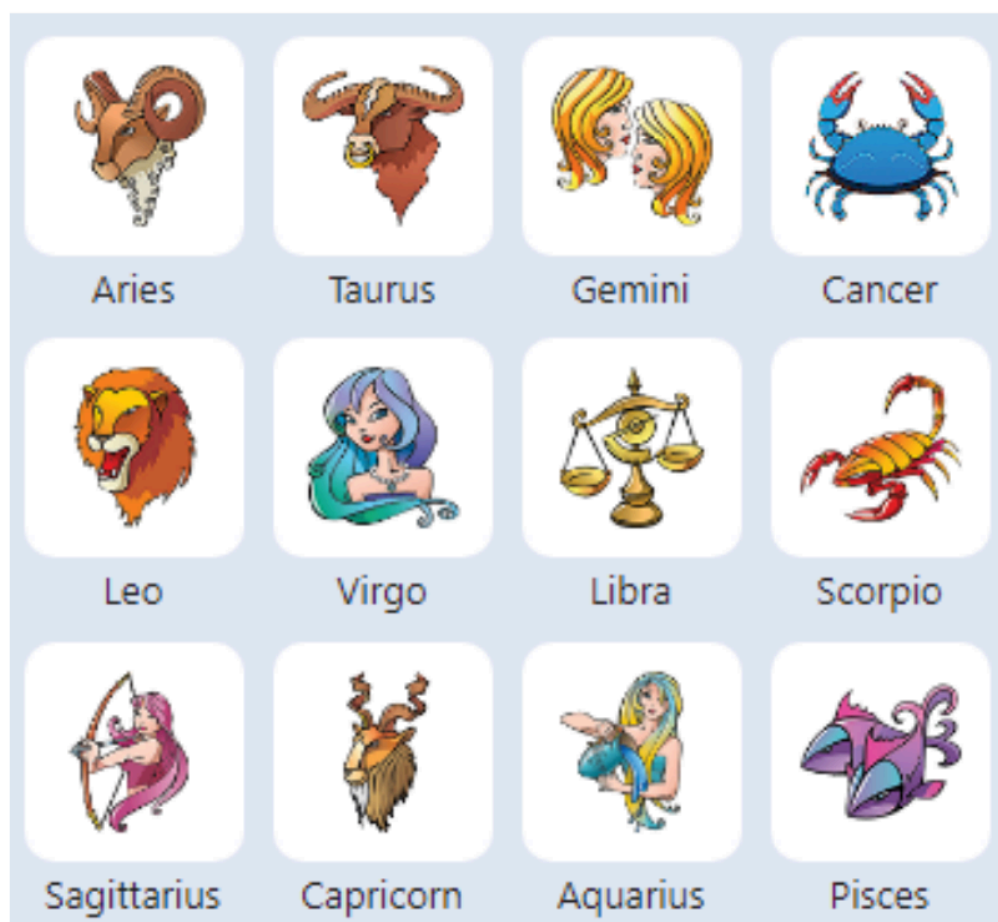 Aries Taurus Gemini Cancer
Leo Virgo Libra Scorpio
Sagittarius Capricorn Aquarius Pisces